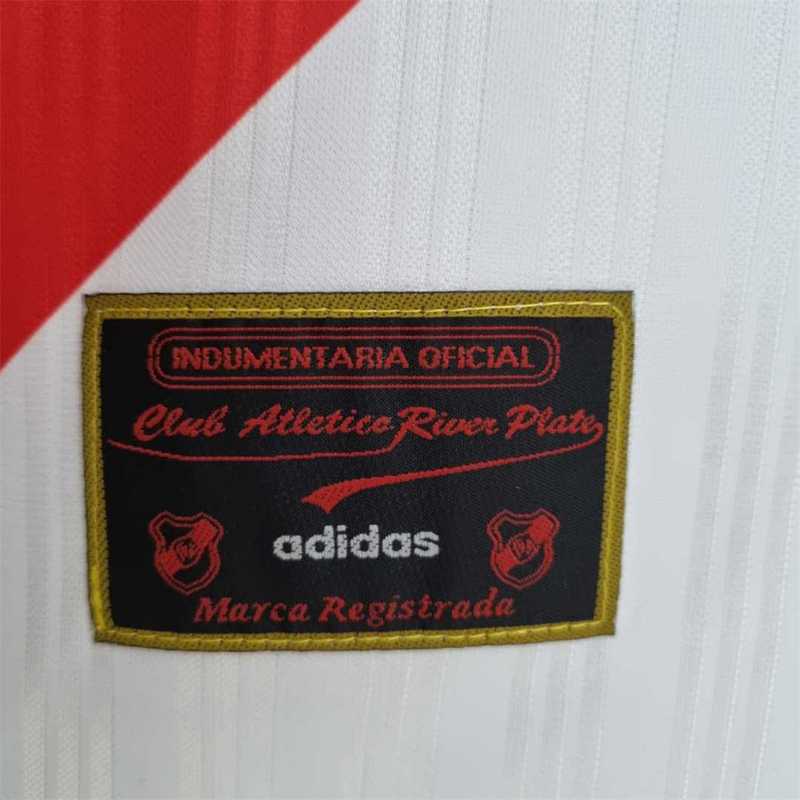 INDUMENTARIA OFICIAL
Club Atletico River Plate
adidas
Marca Registrada